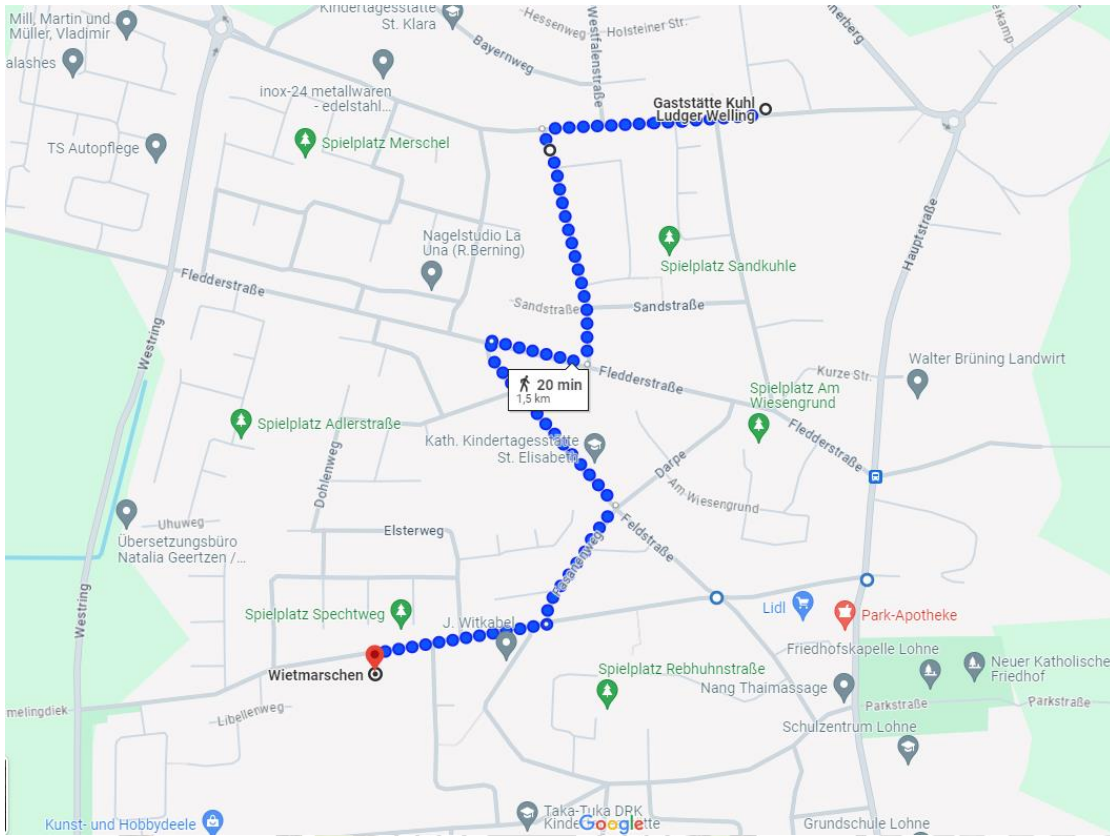 Kindertagesstätte
St. Klara
Mill, Martin und
Müller, Vladimir
alashes
Hessenweg
Holsteiner Str.
Westfalenstraße
Bayernweg
nnerberg
erkamp
inox-24 metallwaren
- edelstahl...
Gaststätte Kuhl
Ludger Welling
TS Autopflege
Spielplatz Merschel
Nagelstudio La
Una (R.Berning)
Spielplatz Sandkuhle
Hauptstraße
Fledderstraße
Sandstraße
Sandstraße
Westring
20 min
1,5 km
Fledderstraße
Kurze Str.
Walter Brüning Landwirt
Spielplatz Am
Wiesengrund
Spielplatz Adlerstraße
Fledderstraße
Kath. Kindertagesstätte
St. Elisabeth
Darpe
Am Wiesengrund
Dohlenweg
Uhuweg
Elsterweg
Feldstraße
Übersetzungsbüro
Natalia Geertzen /...
Fasanenweg
Westring
Spielplatz Spechtweg
J. Witkabel
Lidl
Park-Apotheke
Friedhofskapelle Lohne
Neuer Katholische
Friedhof
Wietmarschen
Spielplatz Rebhuhnstraße
Nang Thaimassage
Parkstraße
Parkstraße
melingdiek
Libellenweg
Schulzentrum Lohne
Kunst- und Hobbydeele
Taka-Tuka DRK
Google
Grundschule Lohne